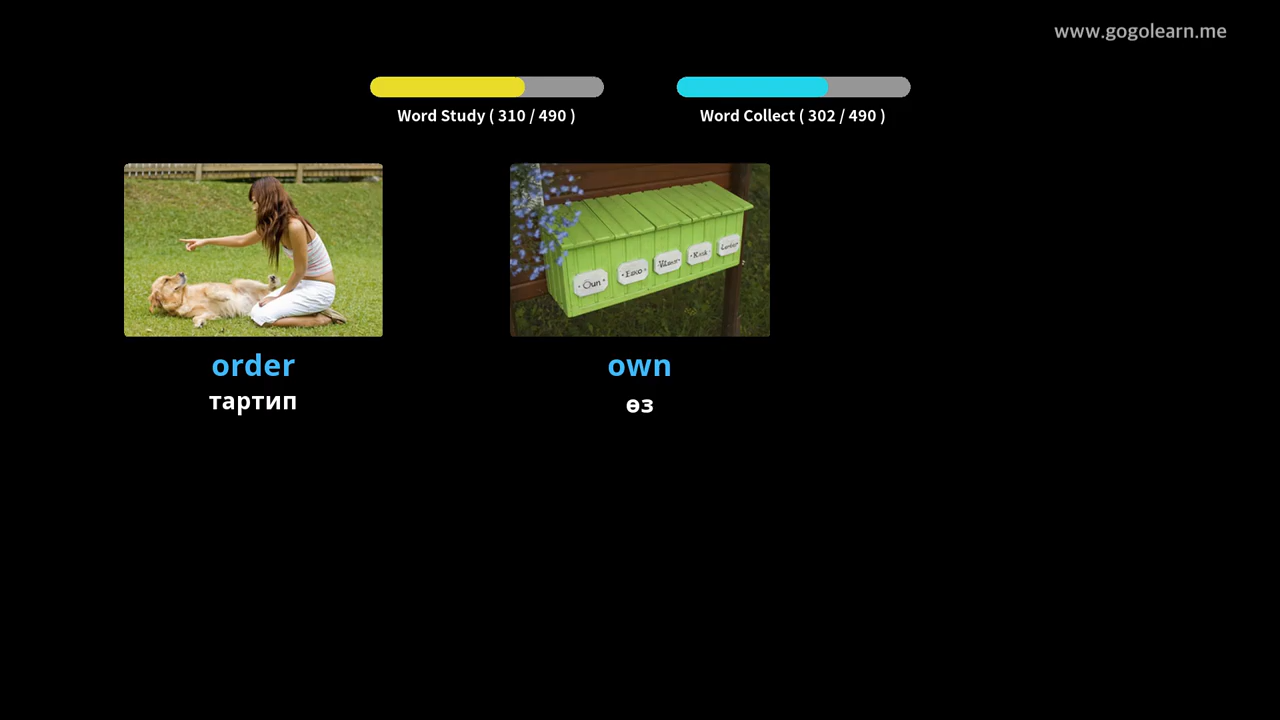 www.gogolearn.me
Word Study ( 310 / 490 )
Word Collect ( 302 / 490 )
order
тартип
own
өз